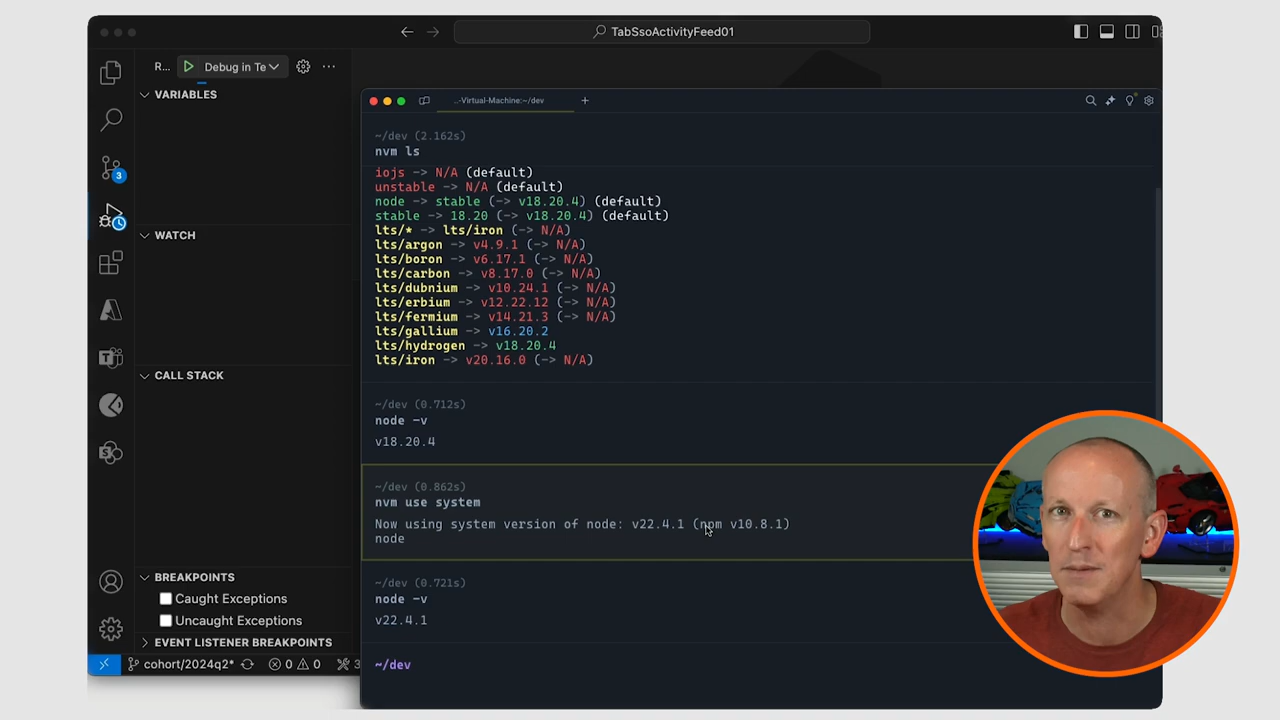 TabSsoActivityFeed01
R...
Debug in Te
VARIABLES
WATCH
CALL STACK
BREAKPOINTS
Caught Exceptions
Uncaught Exceptions
EVENT LISTENER BREAKPOINTS
3
cohort/2024q2*
0
0
3
..-Virtual-Machine:~/dev
~/dev (2.162s)
nvm ls
iojs -> N/A (default)
unstable -> N/A (default)
node -> stable (-> v18.20.4) (default)
stable -> 18.20 (-> v18.20.4) (default)
lts/* -> lts/iron (-> N/A)
lts/argon -> v4.9.1 (-> N/A)
lts/boron -> v6.17.1 (-> N/A)
lts/carbon -> v8.17.0 (-> N/A)
lts/dubnium -> v10.24.1 (-> N/A)
lts/erbium -> v12.22.12 (-> N/A)
lts/fermium -> v14.21.3 (-> N/A)
lts/gallium -> v16.20.2
lts/hydrogen -> v18.20.4
lts/iron -> v20.16.0 (-> N/A)
~/dev (0.712s)
node -v
v18.20.4
~/dev (0.862s)
nvm use system
Now using system version of node: v22.4.1 (npm v10.8.1)
node
~/dev (0.721s)
node -v
v22.4.1
~/dev